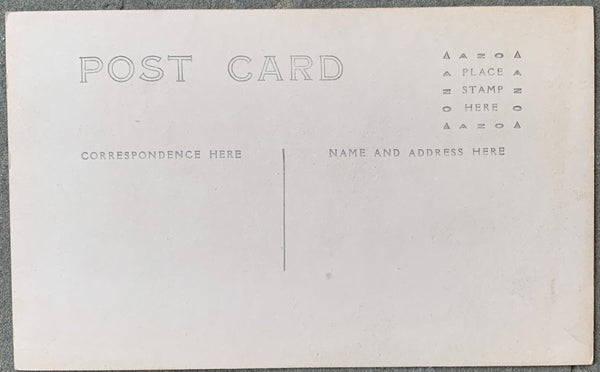 POST CARD
AZOA
PLACE
STAMP
HERE
AZOA
CORRESPONDENCE HERE
NAME AND ADDRESS HERE